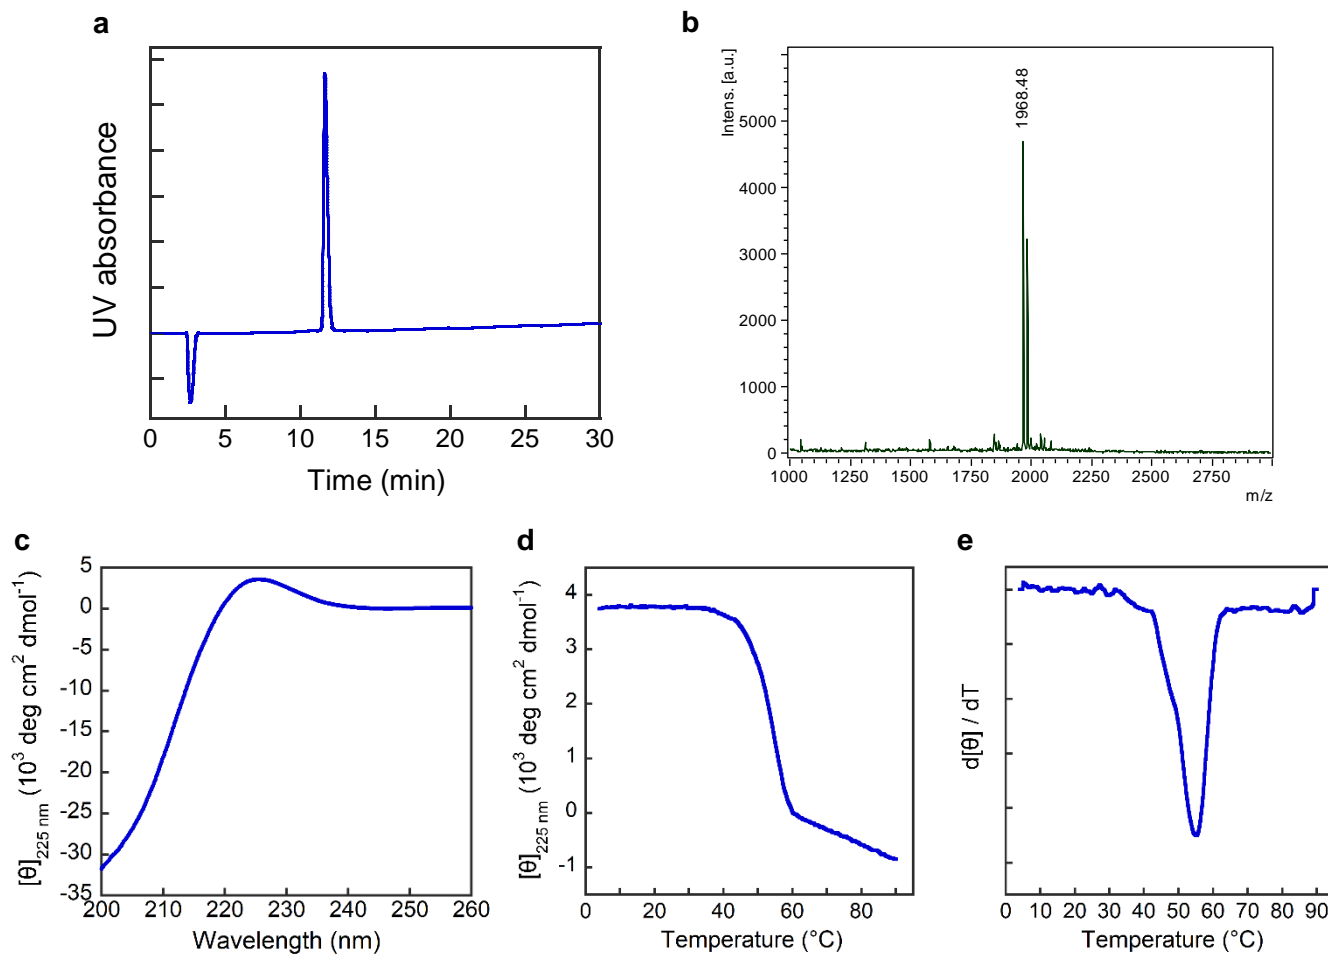 a
UV absorbance
0 5 10 15 20 25 30
Time (min)
b
Intens. [a.u.]
1968.48
5000
4000
3000
2000
1000
0
1000 1250 1500 1750 2000 2250 2500 2750
m/z
c
[θ]225 nm (10³ deg cm² dmol⁻¹)
5
0
-5
-10
-15
-20
-25
-30
-35
200 210 220 230 240 250 260
Wavelength (nm)
d
[θ]225 nm (10³ deg cm² dmol⁻¹)
4
3
2
1
0
-1
0 20 40 60 80
Temperature (°C)
e
d[θ] / dT
0 10 20 30 40 50 60 70 80 90
Temperature (°C)